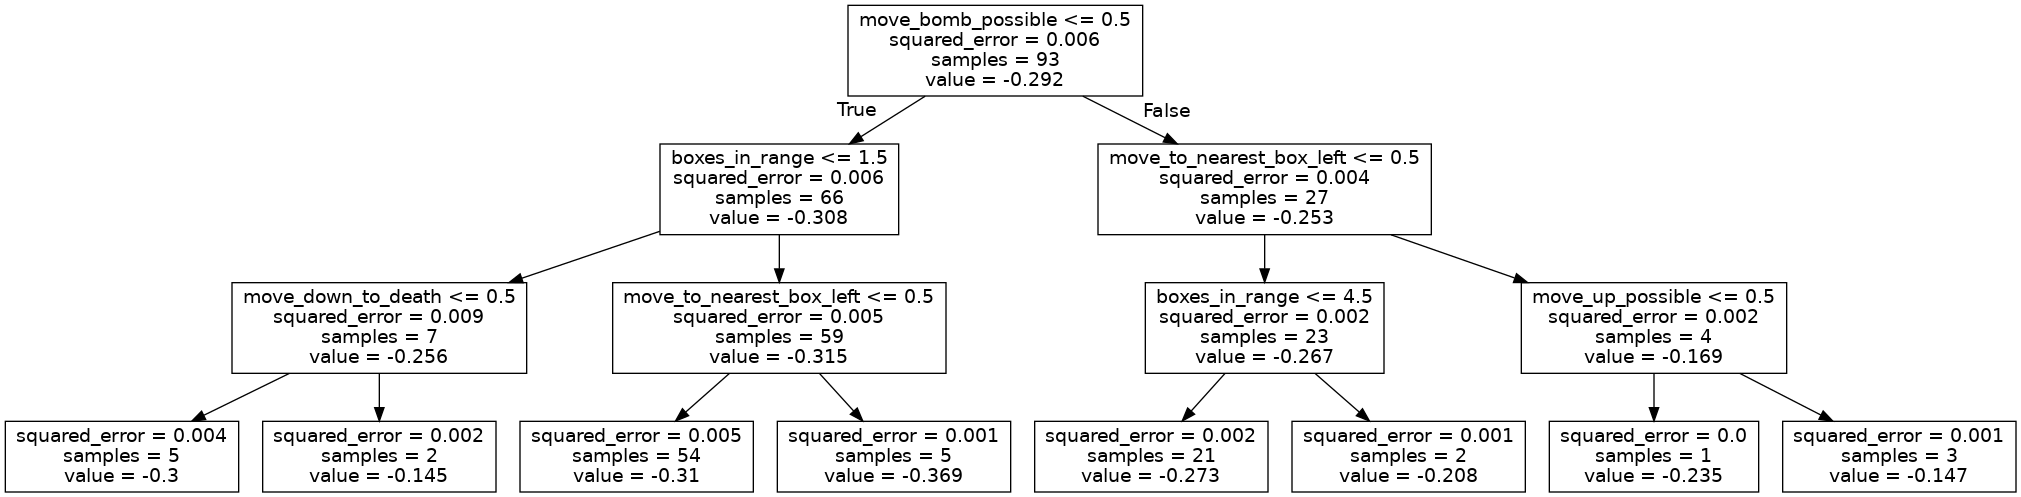 move_bomb_possible <= 0.5
squared_error = 0.006
samples = 93
value = -0.292
True
False
boxes_in_range <= 1.5
squared_error = 0.006
samples = 66
value = -0.308
move_to_nearest_box_left <= 0.5
squared_error = 0.004
samples = 27
value = -0.253
move_down_to_death <= 0.5
squared_error = 0.009
samples = 7
value = -0.256
move_to_nearest_box_left <= 0.5
squared_error = 0.005
samples = 59
value = -0.315
boxes_in_range <= 4.5
squared_error = 0.002
samples = 23
value = -0.267
move_up_possible <= 0.5
squared_error = 0.002
samples = 4
value = -0.169
squared_error = 0.004
samples = 5
value = -0.3
squared_error = 0.002
samples = 2
value = -0.145
squared_error = 0.005
samples = 54
value = -0.31
squared_error = 0.001
samples = 5
value = -0.369
squared_error = 0.002
samples = 21
value = -0.273
squared_error = 0.001
samples = 2
value = -0.208
squared_error = 0.0
samples = 1
value = -0.235
squared_error = 0.001
samples = 3
value = -0.147